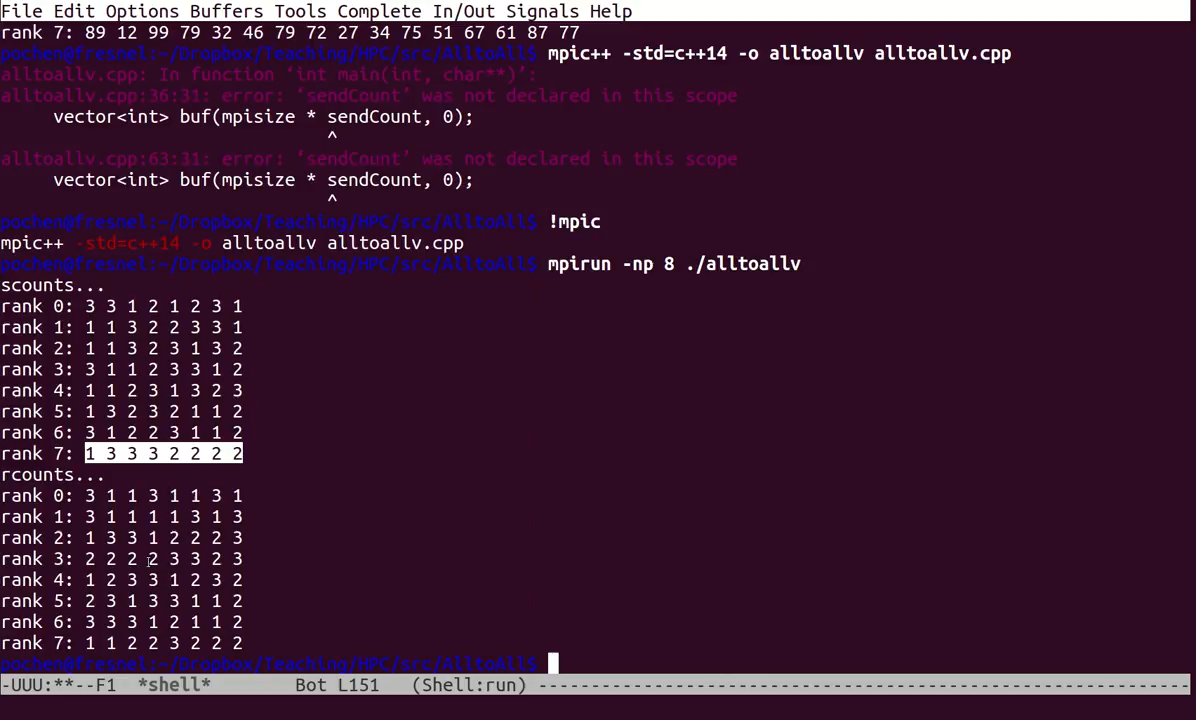 File Edit Options Buffers Tools Complete In/Out Signals Help
rank 7: 89 12 99 79 32 46 79 72 27 34 75 51 67 61 87 77
pochen@fresnel:~/Dropbox/Teaching/HPC/src/AlltoAll$ mpic++ -std=c++14 -o alltoallv alltoallv.cpp
alltoallv.cpp: In function ‘int main(int, char**)’:
alltoallv.cpp:36:31: error: ‘sendCount’ was not declared in this scope
vector<int> buf(mpisize * sendCount, 0);
^
alltoallv.cpp:63:31: error: ‘sendCount’ was not declared in this scope
vector<int> buf(mpisize * sendCount, 0);
^
pochen@fresnel:~/Dropbox/Teaching/HPC/src/AlltoAll$ !mpic
mpic++ -std=c++14 -o alltoallv alltoallv.cpp
pochen@fresnel:~/Dropbox/Teaching/HPC/src/AlltoAll$ mpirun -np 8 ./alltoallv
scounts...
rank 0: 3 3 1 2 1 2 3 1
rank 1: 1 1 3 2 2 3 3 1
rank 2: 1 1 3 2 3 1 3 2
rank 3: 3 1 1 2 3 3 1 2
rank 4: 1 1 2 3 1 3 2 3
rank 5: 1 3 2 3 2 1 1 2
rank 6: 3 1 2 2 3 1 1 2
rank 7: 1 3 3 3 2 2 2 2
rcounts...
rank 0: 3 1 1 3 1 1 3 1
rank 1: 3 1 1 1 1 3 1 3
rank 2: 1 3 3 1 2 2 2 3
rank 3: 2 2 2 2 3 3 2 3
rank 4: 1 2 3 3 1 2 3 2
rank 5: 2 3 1 3 3 1 1 2
rank 6: 3 3 3 1 2 1 1 2
rank 7: 1 1 2 2 3 2 2 2
pochen@fresnel:~/Dropbox/Teaching/HPC/src/AlltoAll$
-UUU:**--F1 *shell* Bot L151 (Shell:run) --------------------------------------------------------------